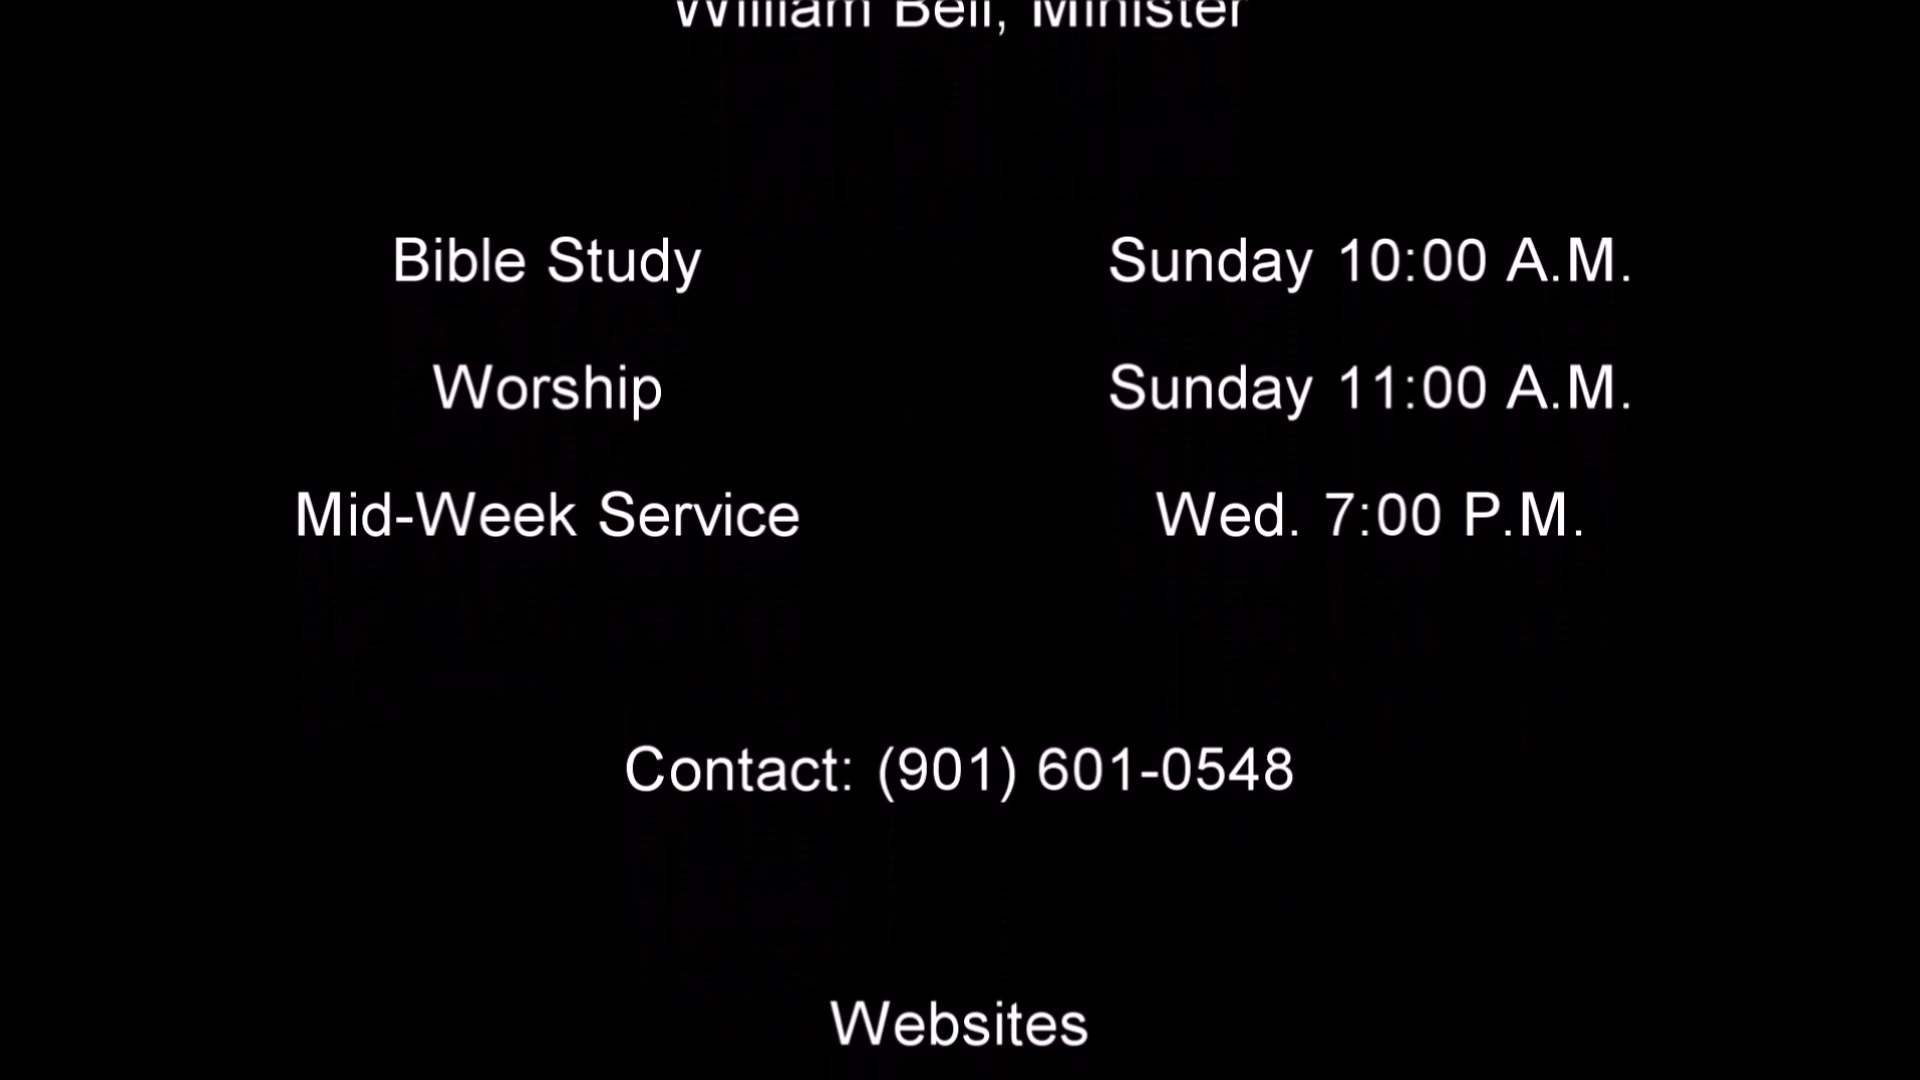 William Bell, Minister
Bible Study Sunday 10:00 A.M.
Worship Sunday 11:00 A.M.
Mid-Week Service Wed. 7:00 P.M.
Contact: (901) 601-0548
Websites